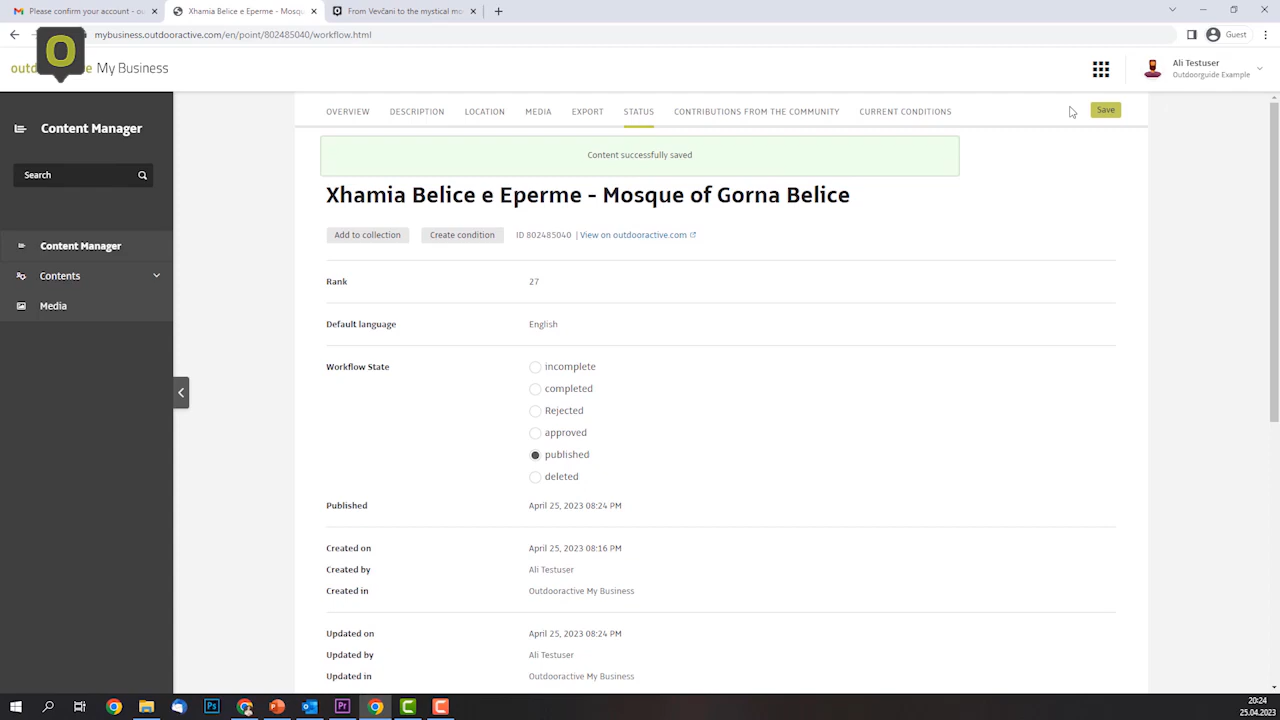 Please confirm your account - ou
Xhamia Belice e Eperme - Mosqu
From Vevčani to the mystical mo
mybusiness.outdooractive.com/en/point/802485040/workflow.html
Guest
My Business
Ali Testuser
Outdoorguide Example
Content Manager
Search
Content Manager
Contents
Media
OVERVIEW
DESCRIPTION
LOCATION
MEDIA
EXPORT
STATUS
CONTRIBUTIONS FROM THE COMMUNITY
CURRENT CONDITIONS
Save
Content successfully saved
Xhamia Belice e Eperme - Mosque of Gorna Belice
Add to collection
Create condition
ID 802485040 | View on outdooractive.com
Rank 27
Default language English
Workflow State
incomplete
completed
Rejected
approved
published
deleted
Published April 25, 2023 08:24 PM
Created on April 25, 2023 08:16 PM
Created by Ali Testuser
Created in Outdooractive My Business
Updated on April 25, 2023 08:24 PM
Updated by Ali Testuser
Updated in Outdooractive My Business
20:24
25.04.2023